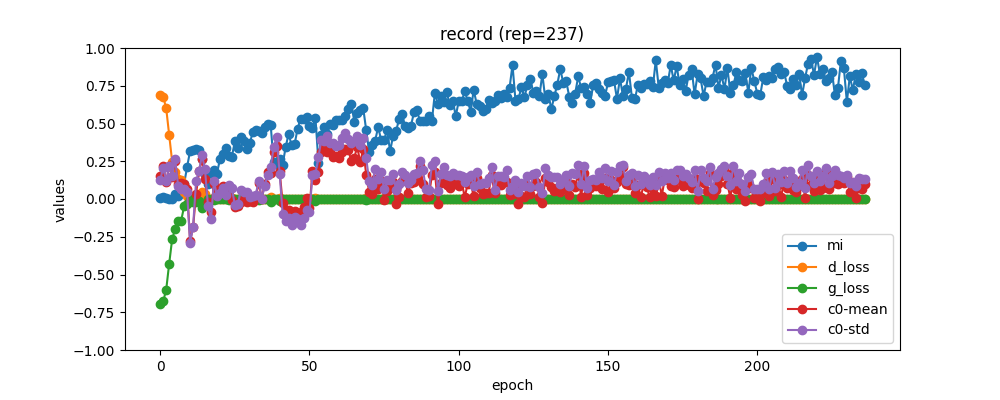 record (rep=237)
1.00
0.75
0.50
0.25
0.00
−0.25
−0.50
−0.75
−1.00
values
mi
d_loss
g_loss
c0-mean
c0-std
0 50 100 150 200
epoch